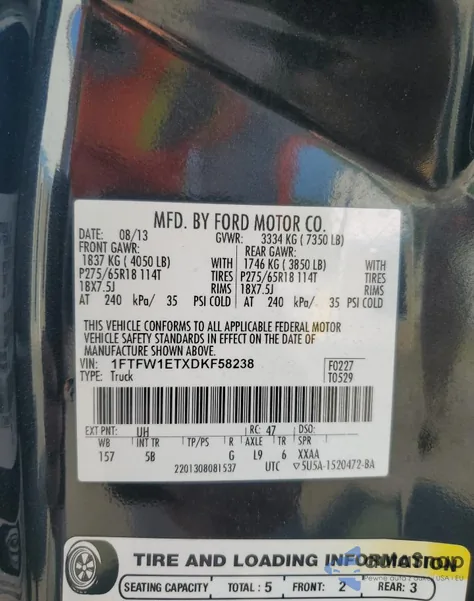 MFD. BY FORD MOTOR CO.
DATE: 08/13 GVWR: 3334 KG (7350 LB)
FRONT GAWR: REAR GAWR:
1837 KG (4050 LB) WITH 1746 KG (3850 LB) WITH
P275/65R18 114T TIRES P275/65R18 114T TIRES
18X7.5J RIMS 18X7.5J RIMS
AT 240 kPa/ 35 PSI COLD AT 240 kPa/ 35 PSI COLD
THIS VEHICLE CONFORMS TO ALL APPLICABLE FEDERAL MOTOR
VEHICLE SAFETY STANDARDS IN EFFECT ON THE DATE OF
MANUFACTURE SHOWN ABOVE.
VIN: 1FTFW1ETXDKF58238 F0227
TYPE: Truck T0529
EXT PNT: UH RC: 47 DSO:
WB INT TR TP/PS R AXLE TR SPR
157 5B G L9 6 XXAA
2201308081537 UTC ▽5U5A-1520472-BA
TIRE AND LOADING INFORMATION
SEATING CAPACITY TOTAL: 5 FRONT: 2 REAR: 3